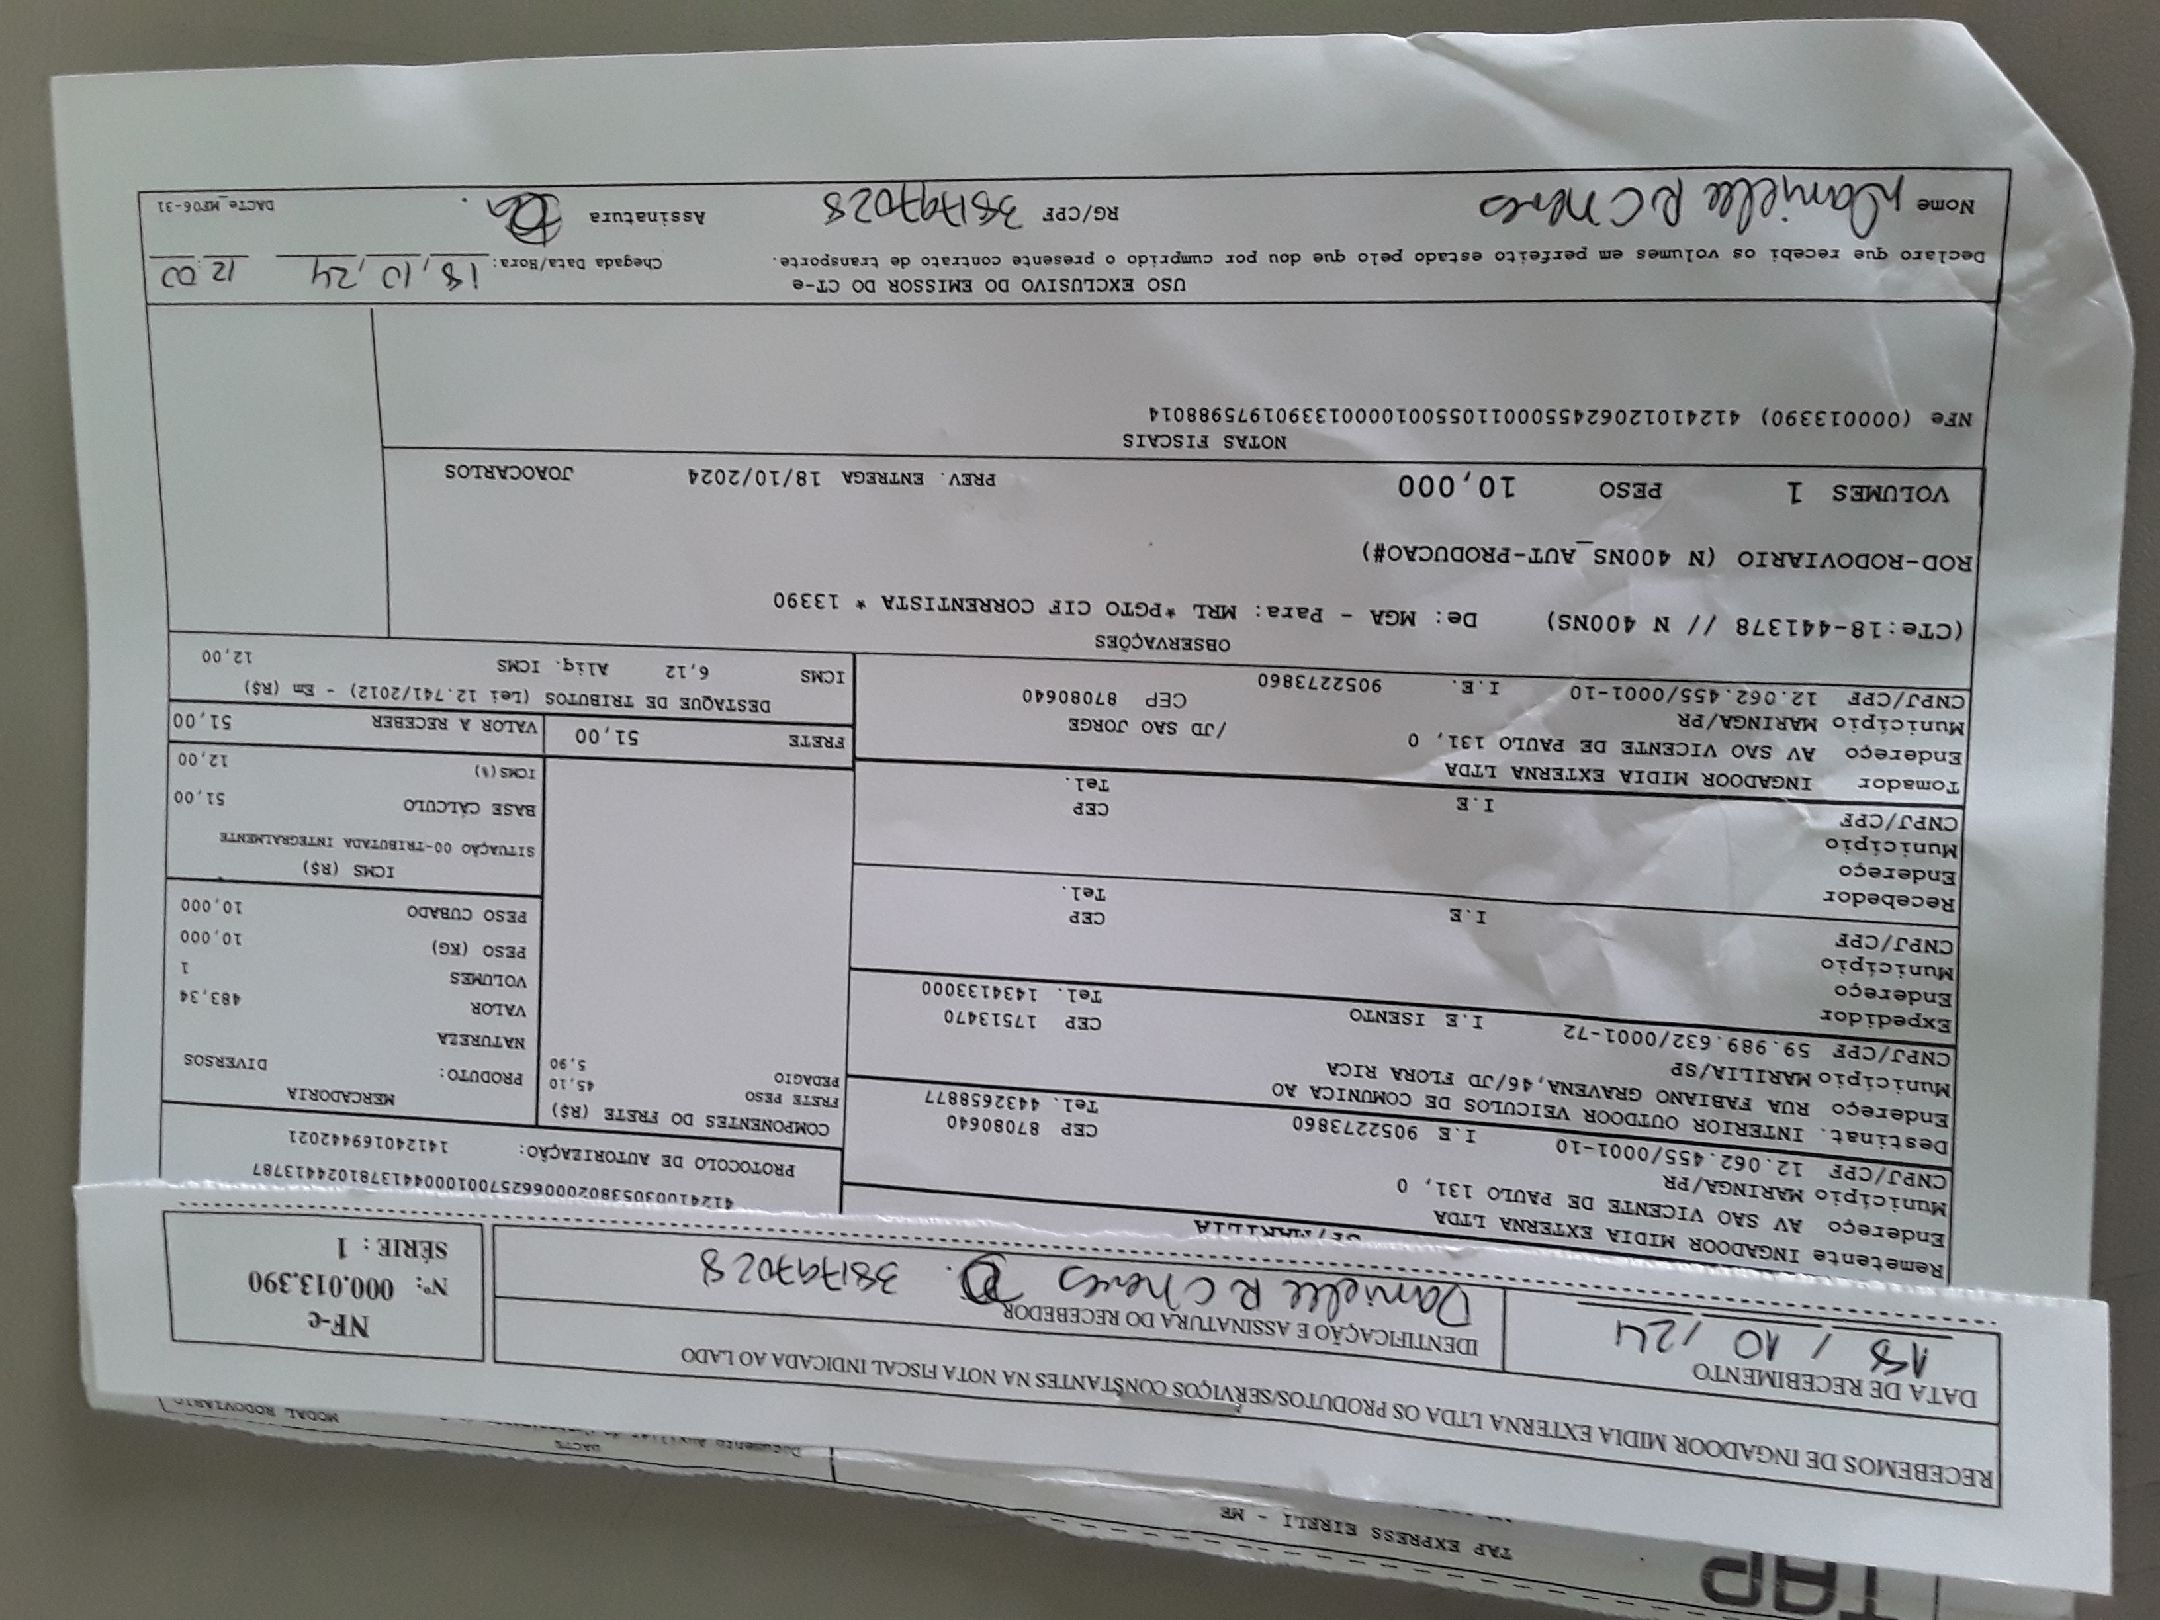 TAP
TAP EXPRESS EIRELI - ME
DACTE
Documento Auxiliar
MODAL RODOVIARIO
RECEBEMOS DE INGADOOR MIDIA EXTERNA LTDA OS PRODUTOS/SERVIÇOS CONSTANTES NA NOTA FISCAL INDICADA AO LADO
DATA DE RECEBIMENTO
18 / 10 / 24
IDENTIFICAÇÃO E ASSINATURA DO RECEBEDOR
Danielle R C Neves 381797028
NF-e
Nº: 000.013.390
SÉRIE: 1
MARILIA
Remetente INGADOOR MIDIA EXTERNA LTDA
Endereço AV SAO VICENTE DE PAULO 131, 0
Município MARINGA/PR CEP 87080640
CNPJ/CPF 12.062.455/0001-10 I.E 9052273860 Tel. 4432658877
Destinat. INTERIOR OUTDOOR VEICULOS DE COMUNICA AO
Endereço RUA FABIANO GRAVENA,46/JD FLORA RICA
Município MARILIA/SP CEP 17513470
CNPJ/CPF 59.989.632/0001-72 I.E ISENTO Tel. 1434133000
Expedidor
Endereço
Município CEP
CNPJ/CPF I.E Tel.
Recebedor
Endereço
Município CEP
CNPJ/CPF I.E Tel.
Tomador INGADOOR MIDIA EXTERNA LTDA
Endereço AV SAO VICENTE DE PAULO 131, 0 /JD SAO JORGE
Município MARINGA/PR CEP 87080640
CNPJ/CPF 12.062.455/0001-10 I.E. 9052273860
PROTOCOLO DE AUTORIZAÇÃO: 141240169442021
COMPONENTES DO FRETE (R$)
FRETE PESO 45,10
PEDAGIO 5,90
FRETE 51,00
MERCADORIA
PRODUTO: DIVERSOS
NATUREZA
VALOR 483,34
VOLUMES 1
PESO (KG) 10,000
PESO CUBADO 10,000
ICMS (R$)
SITUAÇÃO 00-TRIBUTADA INTEGRALMENTE
BASE CÁLCULO 51,00
ICMS(%) 12,00
VALOR A RECEBER 51,00
DESTAQUE DE TRIBUTOS (Lei 12.741/2012) - Em (R$)
ICMS 6,12 Aliq. ICMS 12,00
OBSERVAÇÕES
(CTe:18-441378 // N 400NS) De: MGA - Para: MRL *PGTO CIF CORRENTISTA * 13390
ROD-RODOVIARIO (N 400NS_AUT-PRODUCAO#)
VOLUMES 1 PESO 10,000 PREV. ENTREGA 18/10/2024 JOAOCARLOS
NOTAS FISCAIS
NFe (000013390) 41241012062455000110550010000133901975988014
USO EXCLUSIVO DO EMISSOR DO CT-e
Declaro que recebi os volumes em perfeito estado pelo que dou por cumprido o presente contrato de transporte.
Chegada Data/Hora: 18, 10, 24 12:00
Nome Danielle R C Neves RG/CPF 381797028 Assinatura
DACTe_MF06-31